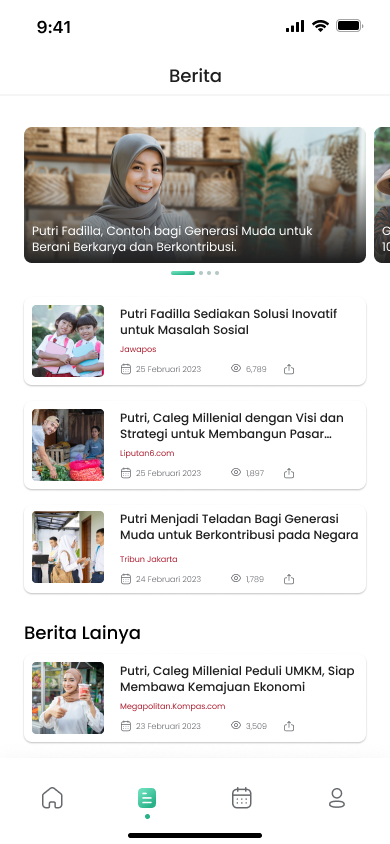 9:41
Berita
Putri Fadilla, Contoh bagi Generasi Muda untuk
Berani Berkarya dan Berkontribusi.
G
10
Putri Fadilla Sediakan Solusi Inovatif
untuk Masalah Sosial
Jawapos
25 Februari 2023 6,789
Putri, Caleg Millenial dengan Visi dan
Strategi untuk Membangun Pasar...
Liputan6.com
25 Februari 2023 1,897
Putri Menjadi Teladan Bagi Generasi
Muda untuk Berkontribusi pada Negara
Tribun Jakarta
24 Februari 2023 1,789
Berita Lainya
Putri, Caleg Millenial Peduli UMKM, Siap
Membawa Kemajuan Ekonomi
Megapolitan.Kompas.com
23 Februari 2023 3,509